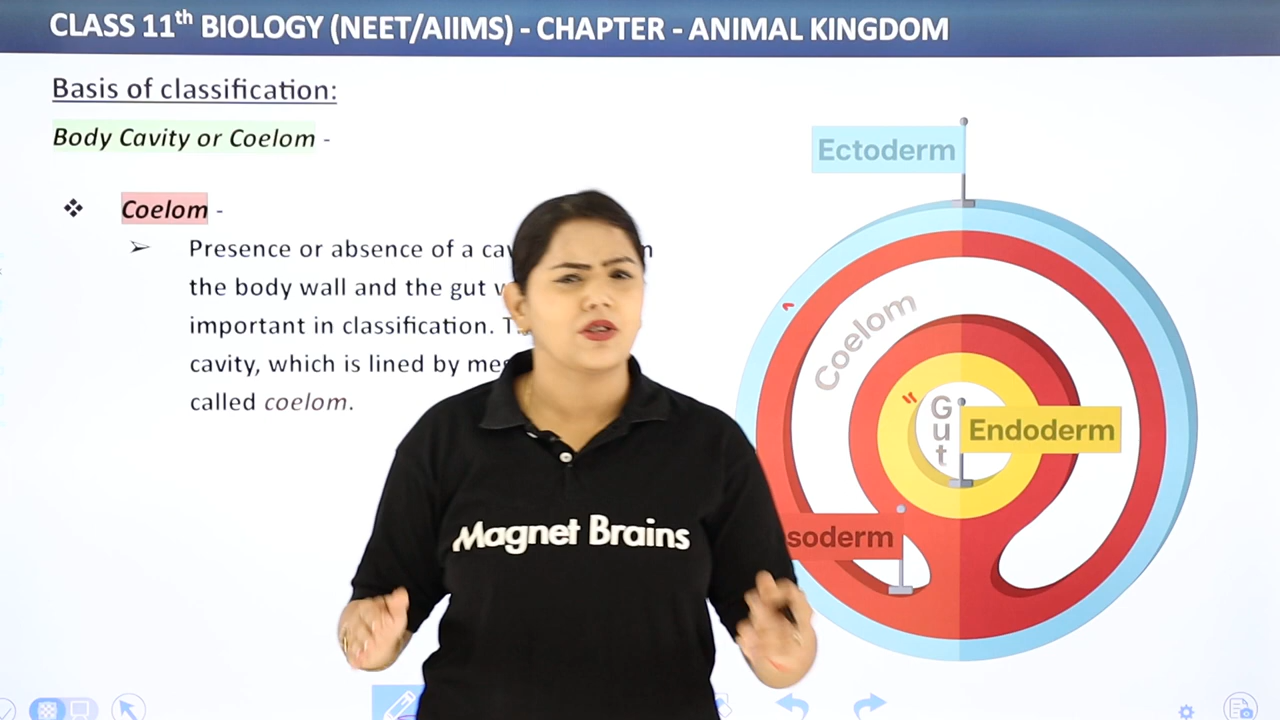 CLASS 11th BIOLOGY (NEET/AIIMS) - CHAPTER - ANIMAL KINGDOM
Basis of classification:
Body Cavity or Coelom -
❖ Coelom -
➢ Presence or absence of a
the body wall and the gut
important in classification.
cavity, which is lined by
called coelom.
Ectoderm
Coelom
Gut
Endoderm
soderm
Magnet Brains